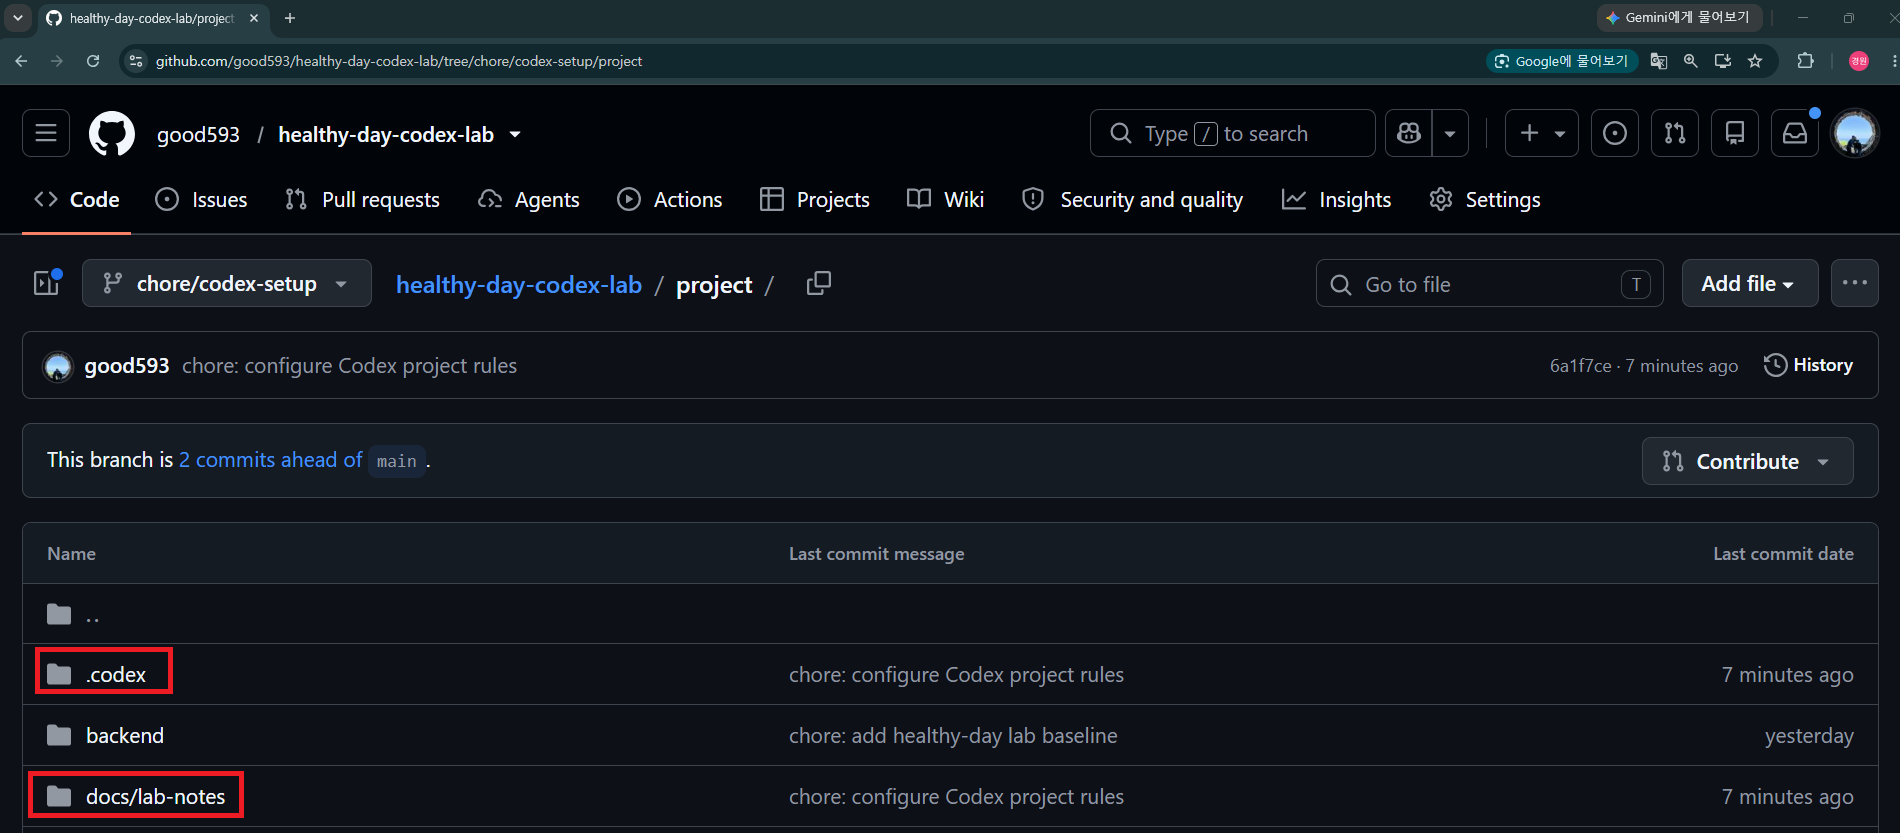 healthy-day-codex-lab/project
Gemini에게 물어보기
github.com/good593/healthy-day-codex-lab/tree/chore/codex-setup/project
Google에 물어보기
경원
good593 / healthy-day-codex-lab
Type / to search
Code Issues Pull requests Agents Actions Projects Wiki Security and quality Insights Settings
chore/codex-setup healthy-day-codex-lab / project /
Go to file T Add file
good593 chore: configure Codex project rules 6a1f7ce · 7 minutes ago History
This branch is 2 commits ahead of main . Contribute
Name Last commit message Last commit date
..
.codex chore: configure Codex project rules 7 minutes ago
backend chore: add healthy-day lab baseline yesterday
docs/lab-notes chore: configure Codex project rules 7 minutes ago